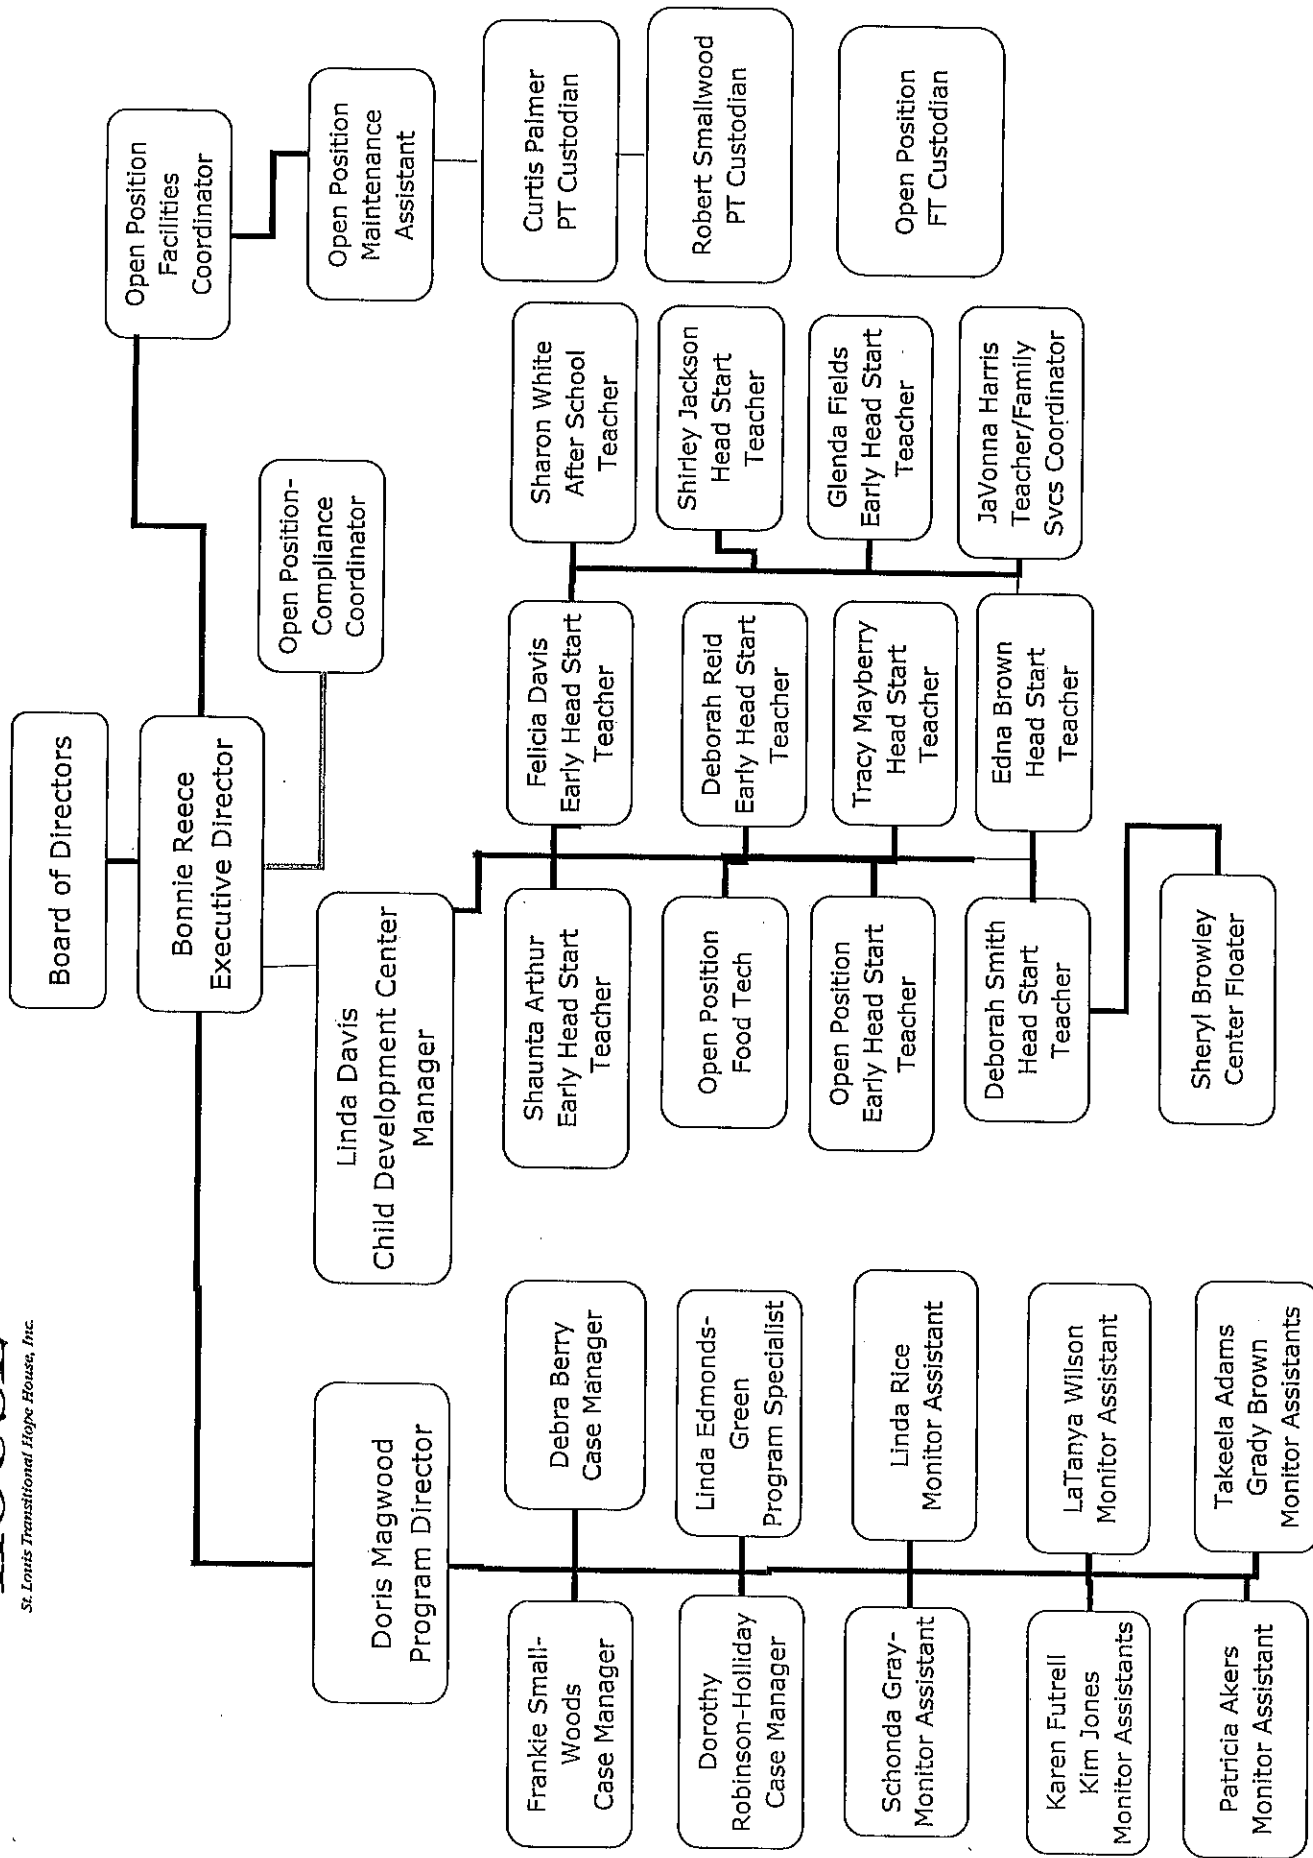 St. Louis Transitional Hope House, Inc.
Board of Directors
Bonnie Reece
Executive Director
Open Position-
Compliance
Coordinator
Open Position
Facilities
Coordinator
Open Position
Maintenance
Assistant
Curtis Palmer
PT Custodian
Robert Smallwood
PT Custodian
Open Position
FT Custodian
Doris Magwood
Program Director
Frankie Small-
Woods
Case Manager
Debra Berry
Case Manager
Dorothy
Robinson-Holliday
Case Manager
Linda Edmonds-
Green
Program Specialist
Schonda Gray-
Monitor Assistant
Linda Rice
Monitor Assistant
Karen Futrell
Kim Jones
Monitor Assistants
LaTanya Wilson
Monitor Assistant
Patricia Akers
Monitor Assistant
Takeela Adams
Grady Brown
Monitor Assistants
Linda Davis
Child Development Center
Manager
Shaunta Arthur
Early Head Start
Teacher
Felicia Davis
Early Head Start
Teacher
Sharon White
After School
Teacher
Open Position
Food Tech
Deborah Reid
Early Head Start
Teacher
Shirley Jackson
Head Start
Teacher
Open Position
Early Head Start
Teacher
Tracy Mayberry
Head Start
Teacher
Glenda Fields
Early Head Start
Teacher
Deborah Smith
Head Start
Teacher
Edna Brown
Head Start
Teacher
JaVonna Harris
Teacher/Family
Svcs Coordinator
Sheryl Browley
Center Floater